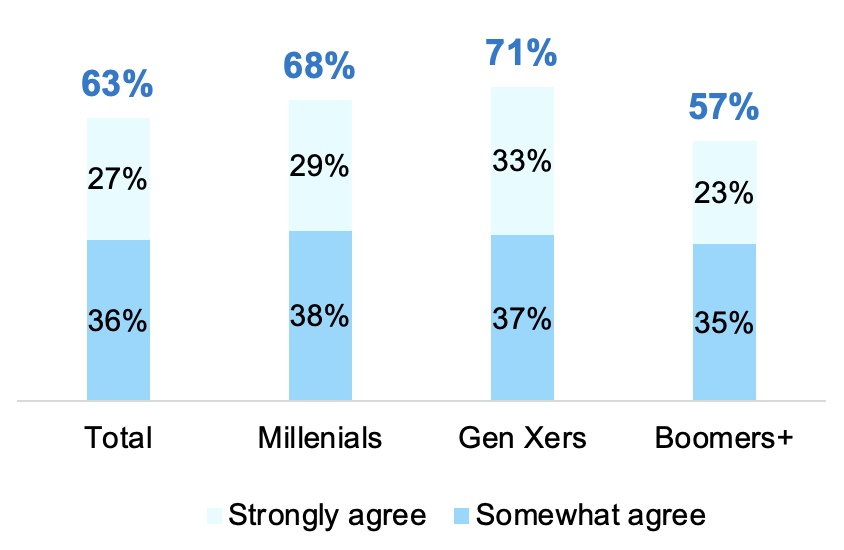 63% 68% 71% 57%
27% 29% 33% 23%
36% 38% 37% 35%
Total Millenials Gen Xers Boomers+
Strongly agree Somewhat agree